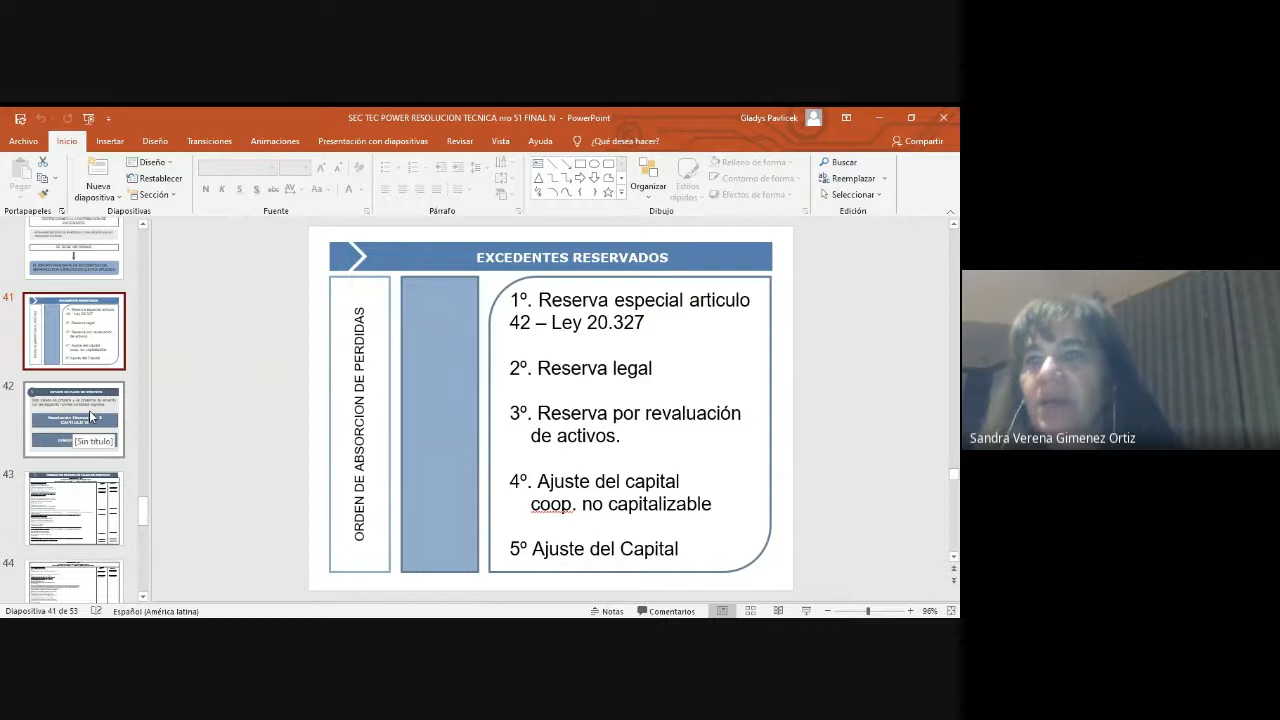 SEC TEC POWER RESOLUCION TECNICA nro 51 FINAL N - PowerPoint
Gladys Pavlicek
Archivo Inicio Insertar Diseño Transiciones Animaciones Presentación con diapositivas Revisar Vista Ayuda ¿Qué desea hacer? Compartir
Pegar
Nueva diapositiva
Diseño
Restablecer
Sección
N K S S abc AV Aa A
Organizar
Estilos rápidos
Relleno de forma
Contorno de forma
Efectos de forma
Buscar
Reemplazar
Seleccionar
Portapapeles Diapositivas Fuente Párrafo Dibujo Edición
41
42
[Sin título]
43
44
EXCEDENTES RESERVADOS
ORDEN DE ABSORCION DE PERDIDAS
1º. Reserva especial articulo
42 – Ley 20.327
2º. Reserva legal
3º. Reserva por revaluación
de activos.
4º. Ajuste del capital
coop. no capitalizable
5º Ajuste del Capital
Sandra Verena Gimenez Ortiz
Diapositiva 41 de 53 Español (América latina) Notas Comentarios 96%